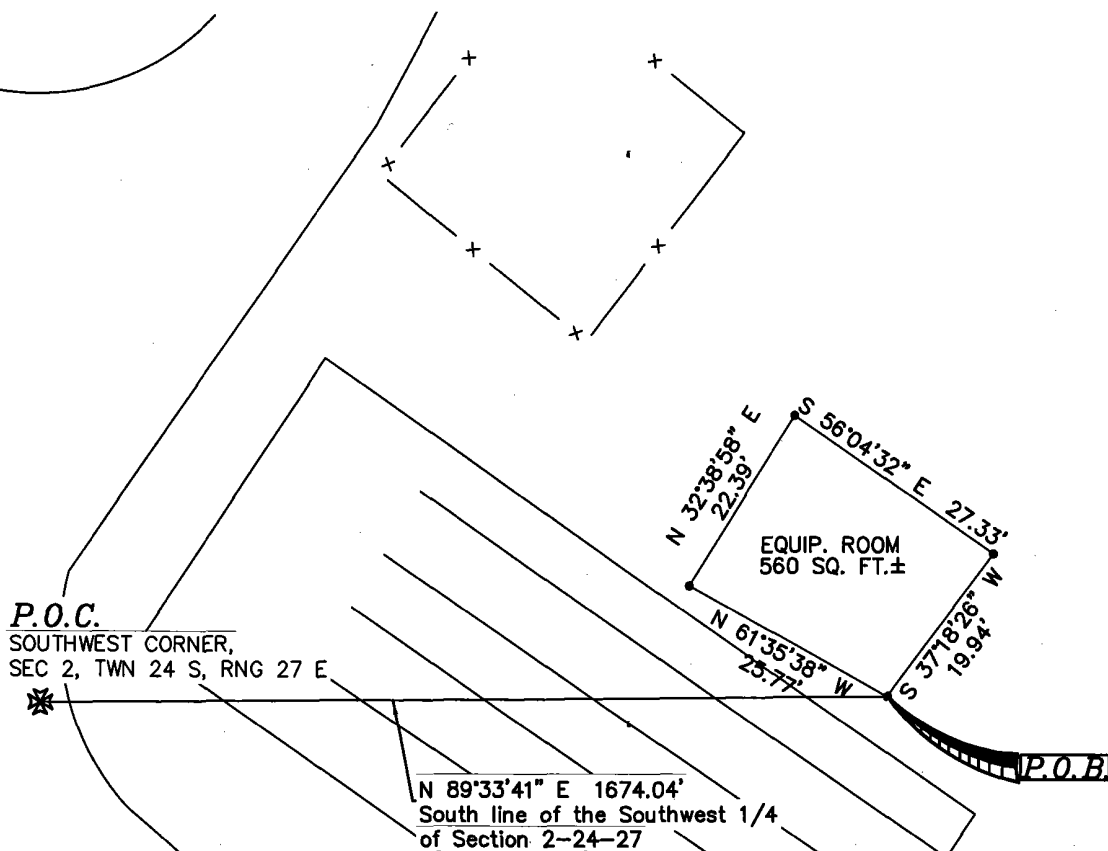 N 32°38'58" E
22.39'
S 56°04'32" E 27.33'
EQUIP. ROOM
560 SQ. FT.±
S 37°18'26" W
19.94'
N 61°35'38" W
25.77'
P.O.C.
SOUTHWEST CORNER,
SEC 2, TWN 24 S, RNG 27 E
P.O.B.
N 89°33'41" E 1674.04'
South line of the Southwest 1/4
of Section 2-24-27